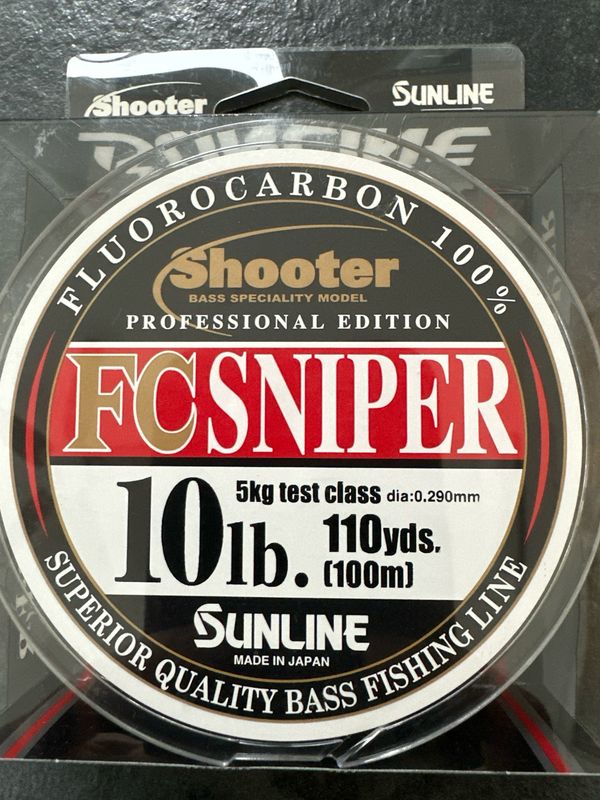 Shooter
SUNLINE
FLUOROCARBON 100%
Shooter
BASS SPECIALITY MODEL
PROFESSIONAL EDITION
FC SNIPER
10lb.
5kg test class dia:0.290mm
110yds.
(100m)
SUNLINE
MADE IN JAPAN
SUPERIOR QUALITY BASS FISHING LINE